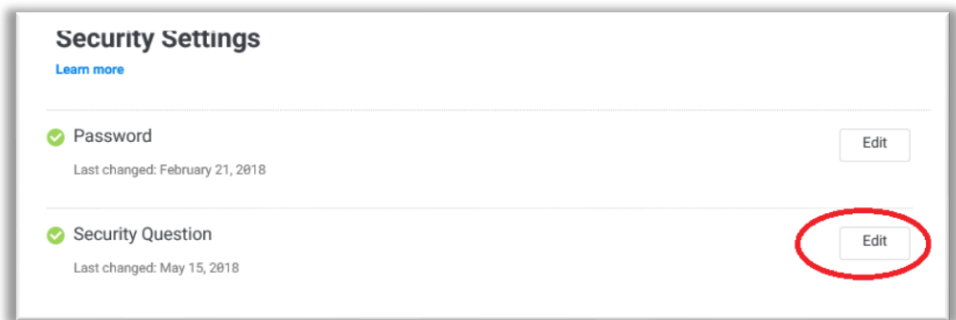 Security Settings
Learn more
Password
Edit
Last changed: February 21, 2018
Security Question
Edit
Last changed: May 15, 2018